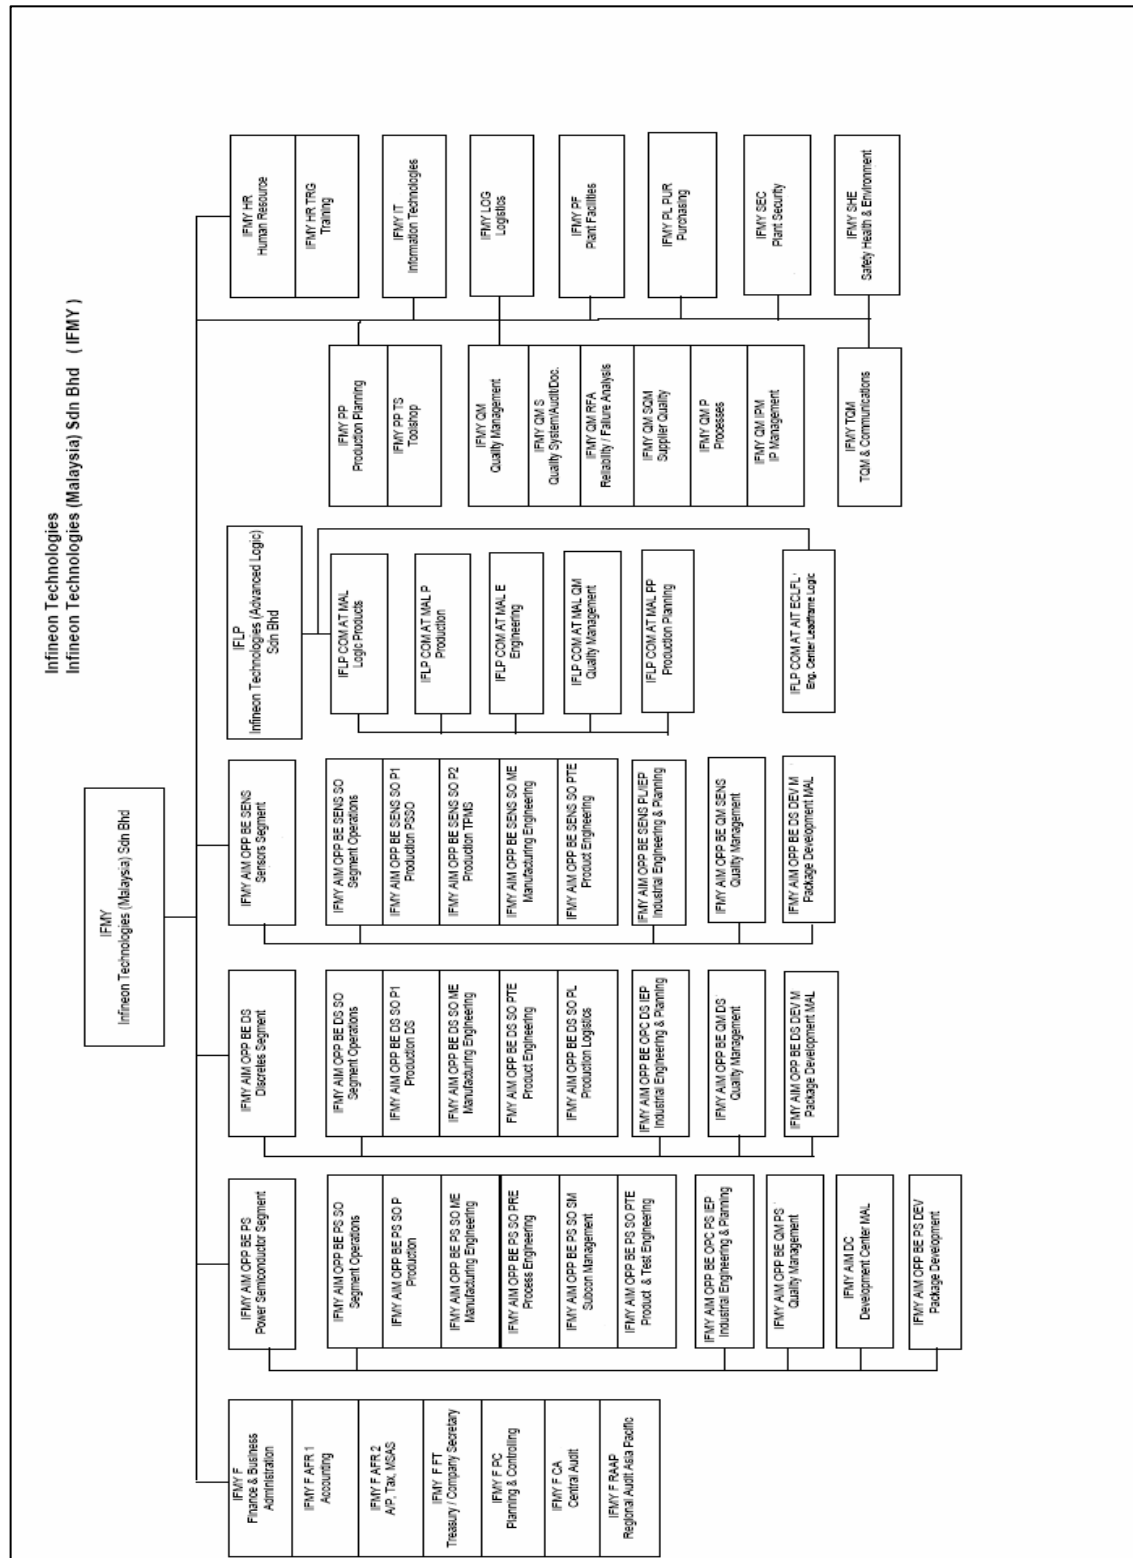 Infineon Technologies
Infineon Technologies (Malaysia) Sdn Bhd ( IFMY )
IFMY
Infineon Technologies (Malaysia) Sdn Bhd
IFMY F
Finance & Business
Administration
IFMY F AFR 1
Accounting
IFMY F AFR 2
A/P, Tax, MSAS
IFMY F FT
Treasury / Company Secretary
IFMY F PC
Planning & Controlling
IFMY F CA
Central Audit
IFMY F RAAP
Regional Audit Asia Pacific
IFMY AIM OPP BE PS
Power Semiconductor Segment
IFMY AIM OPP BE PS SO
Segment Operations
IFMY AIM OPP BE PS SO P
Production
IFMY AIM OPP BE PS SO ME
Manufacturing Engineering
IFMY AIM OPP BE PS SO PRE
Process Engineering
IFMY AIM OPP BE PS SO SM
Subcon Management
IFMY AIM OPP BE PS SO PTE
Product & Test Engineering
IFMY AIM OPP BE OPC PS IEP
Industrial Engineering & Planning
IFMY AIM OPP BE QM PS
Quality Management
IFMY AIM DC
Development Center MAL
IFMY AIM OPP BE PS DEV
Package Development
IFMY AIM OPP BE DS
Discretes Segment
IFMY AIM OPP BE DS SO
Segment Operations
IFMY AIM OPP BE DS SO P1
Production DS
IFMY AIM OPP BE DS SO ME
Manufacturing Engineering
FMY AIM OPP BE DS SO PTE
Product Engineering
IFMY AIM OPP BE DS SO PL
Production Logistics
IFMY AIM OPP BE OPC DS IEP
Industrial Engineering & Planning
IFMY AIM OPP BE QM DS
Quality Management
IFMY AIM OPP BE DS DEV M
Package Development MAL
IFMY AIM OPP BE SENS
Sensors Segment
IFMY AIM OPP BE SENS SO
Segment Operations
IFMY AIM OPP BE SENS SO P1
Production PSSO
IFMY AIM OPP BE SENS SO P2
Production TPMS
IFMY AIM OPP BE SENS SO ME
Manufacturing Engineering
IFMY AIM OPP BE SENS SO PTE
Product Engineering
IFMY AIM OPP BE SENS PL/IEP
Industrial Engineering & Planning
IFMY AIM OPP BE QM SENS
Quality Management
IFMY AIM OPP BE DS DEV M
Package Development MAL
IFLP
Infineon Technologies (Advanced Logic)
Sdn Bhd
IFLP COM AT MAL
Logic Products
IFLP COM AT MAL P
Production
IFLP COM AT MAL E
Engineering
IFLP COM AT MAL QM
Quality Management
IFLP COM AT MAL PP
Production Planning
IFLP COM AT AIT ECLFL
Eng. Center Leadframe Logic
IFMY PP
Production Planning
IFMY PP TS
Toolshop
IFMY QM
Quality Management
IFMY QM S
Quality System/Audit/Doc.
IFMY QM RFA
Reliability / Failure Analysis
IFMY QM SQM
Supplier Quality
IFMY QM P
Processes
IFMY QM IPM
IP Management
IFMY TQM
TQM & Communications
IFMY HR
Human Resource
IFMY HR TRG
Training
IFMY IT
Information Technologies
IFMY LOG
Logistics
IFMY PF
Plant Facilities
IFMY PL PUR
Purchasing
IFMY SEC
Plant Security
IFMY SHE
Safety Health & Environment